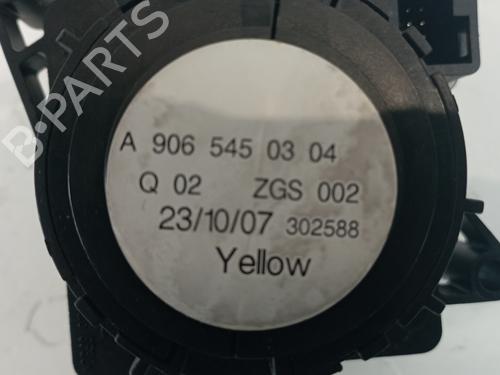 B-PARTS
A 906 545 03 04
Q 02 ZGS 002
23/10/07 302588
Yellow